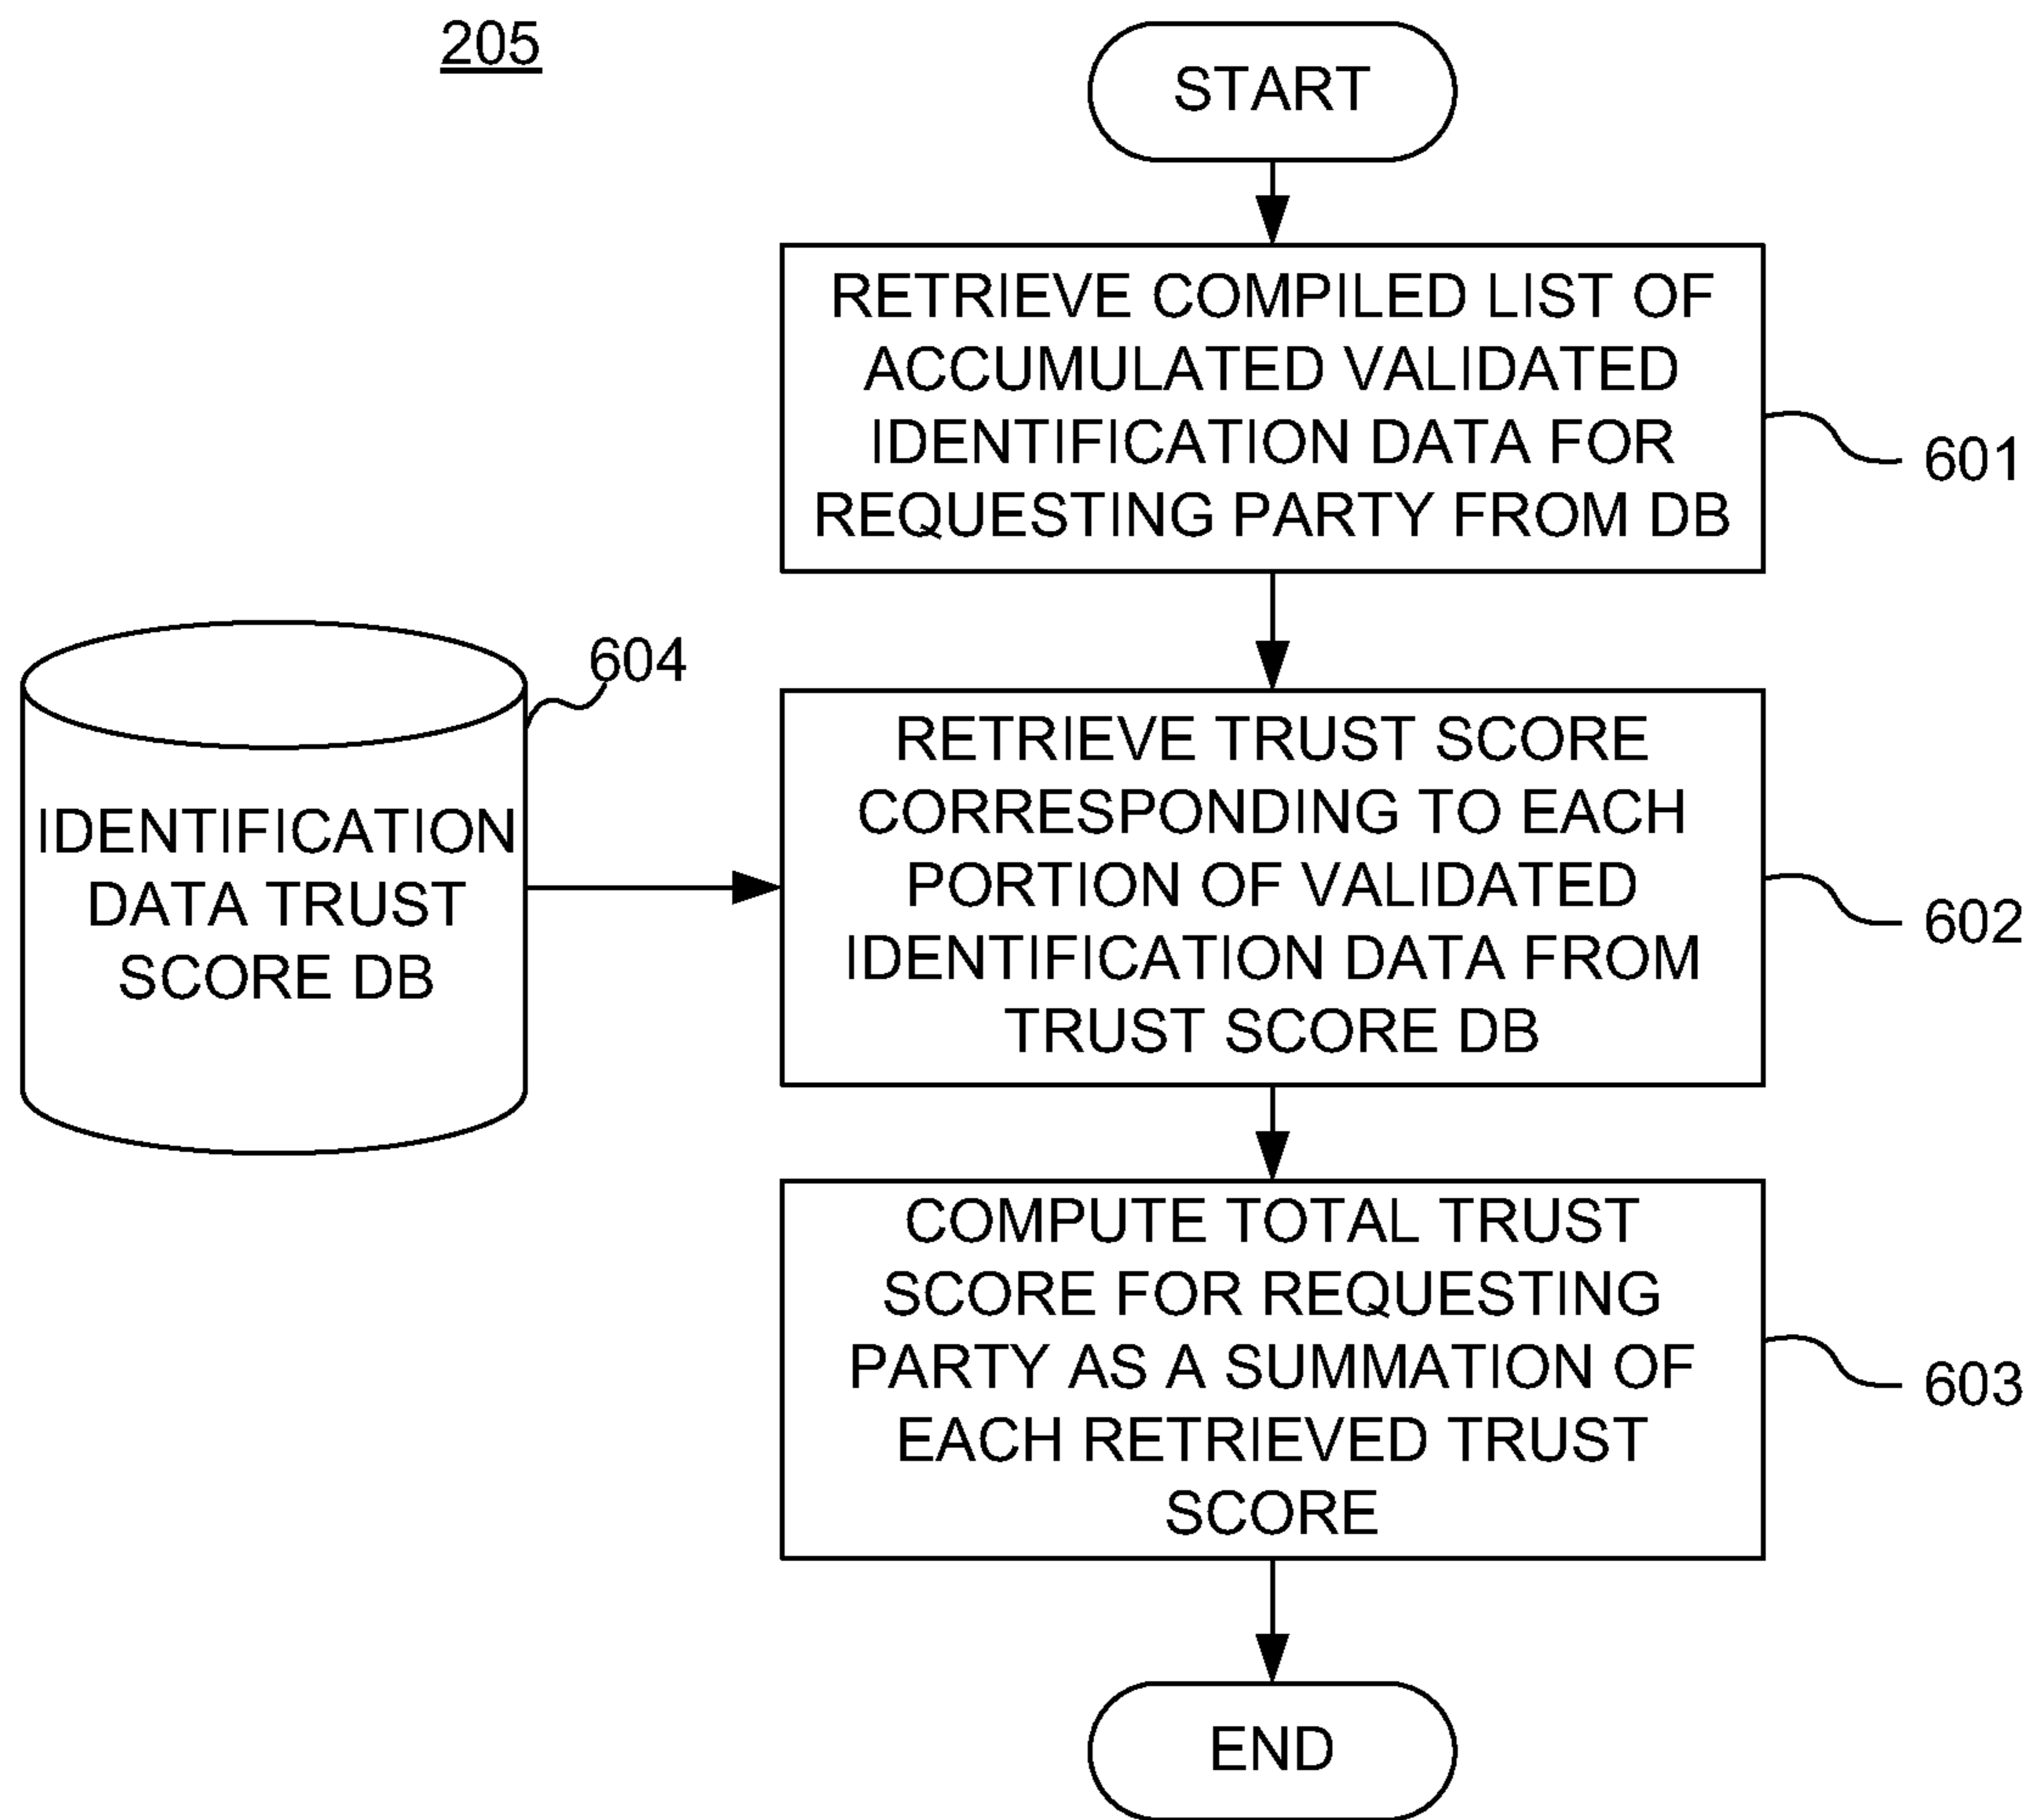 205
START
RETRIEVE COMPILED LIST OF
ACCUMULATED VALIDATED
IDENTIFICATION DATA FOR
REQUESTING PARTY FROM DB
601
604
IDENTIFICATION
DATA TRUST
SCORE DB
RETRIEVE TRUST SCORE
CORRESPONDING TO EACH
PORTION OF VALIDATED
IDENTIFICATION DATA FROM
TRUST SCORE DB
602
COMPUTE TOTAL TRUST
SCORE FOR REQUESTING
PARTY AS A SUMMATION OF
EACH RETRIEVED TRUST
SCORE
603
END